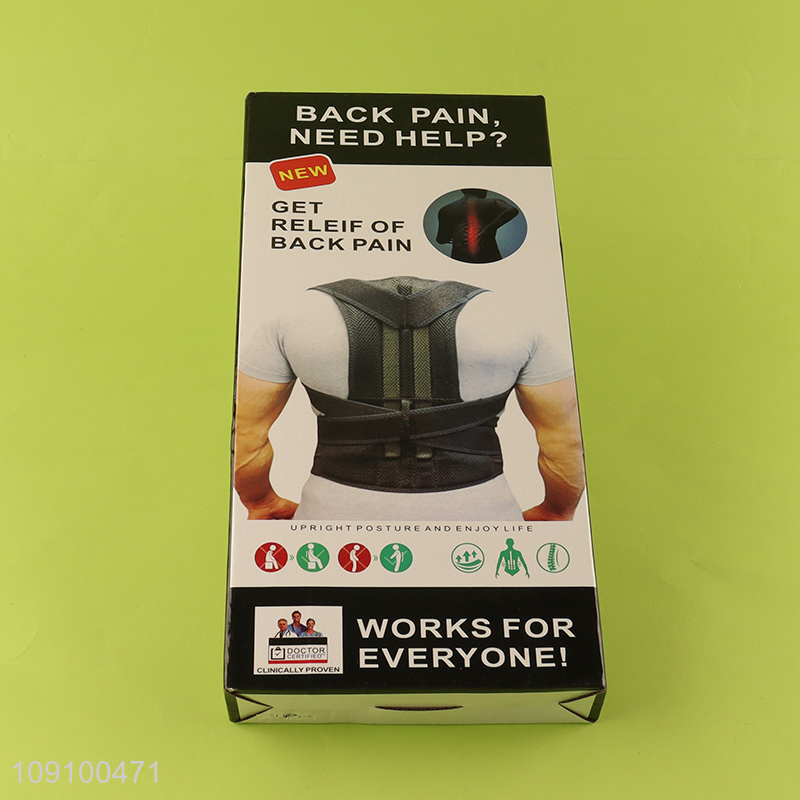 BACK PAIN,
NEED HELP?
NEW
GET
RELEIF OF
BACK PAIN
UPRIGHT POSTURE AND ENJOY LIFE
DOCTOR
CERTIFIED
CLINICALLY PROVEN
WORKS FOR
EVERYONE!
109100471